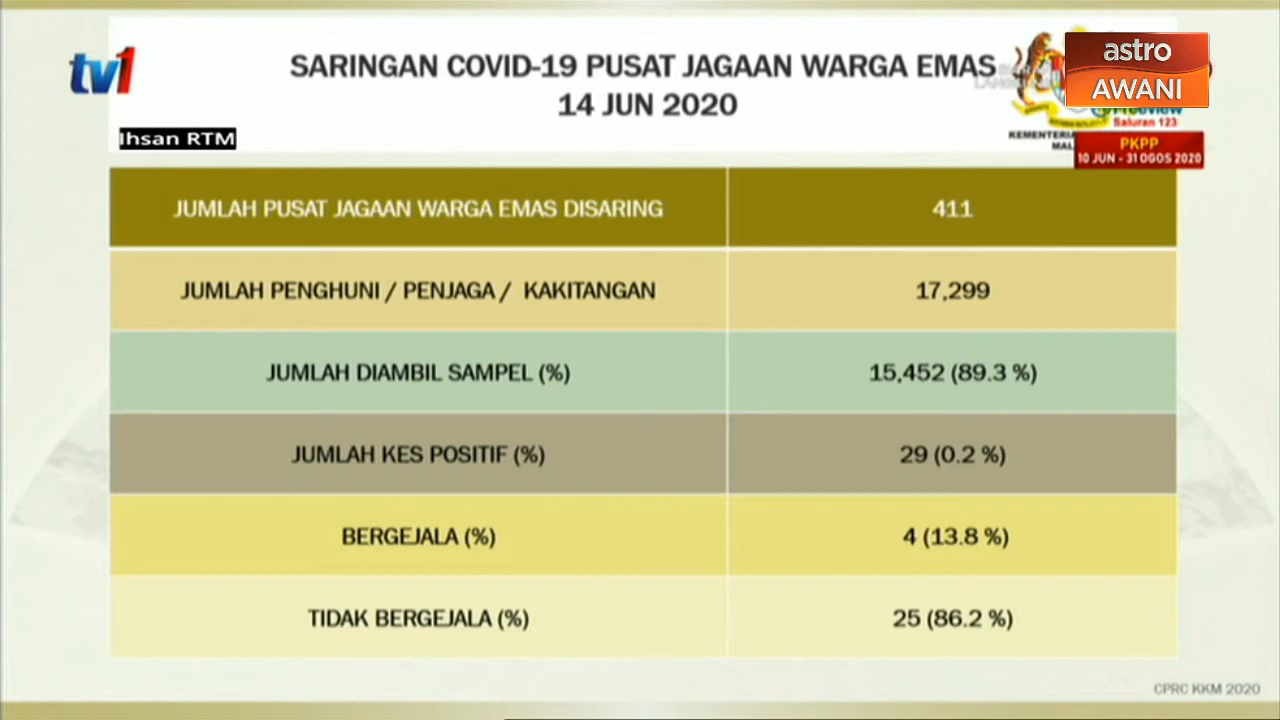 tv1
SARINGAN COVID-19 PUSAT JAGAAN WARGA EMAS
14 JUN 2020
astro
AWANI
Ihsan RTM
Saluran 123
KEMENTERIAN
PKPP
10 JUN - 31 OGOS 2020
JUMLAH PUSAT JAGAAN WARGA EMAS DISARING 411
JUMLAH PENGHUNI / PENJAGA / KAKITANGAN 17,299
JUMLAH DIAMBIL SAMPEL (%) 15,452 (89.3 %)
JUMLAH KES POSITIF (%) 29 (0.2 %)
BERGEJALA (%) 4 (13.8 %)
TIDAK BERGEJALA (%) 25 (86.2 %)
CPRC KKM 2020